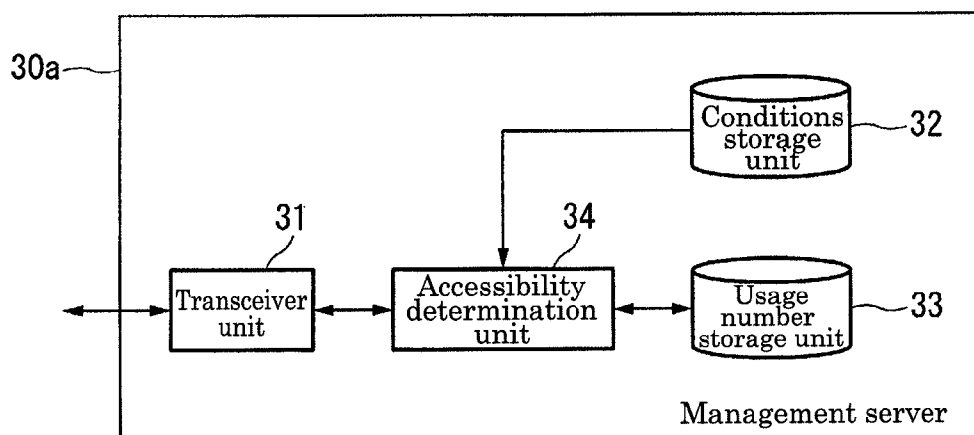 30a
Conditions
storage
unit
32
31
34
Transceiver
unit
Accessibility
determination
unit
Usage
number
storage unit
33
Management server